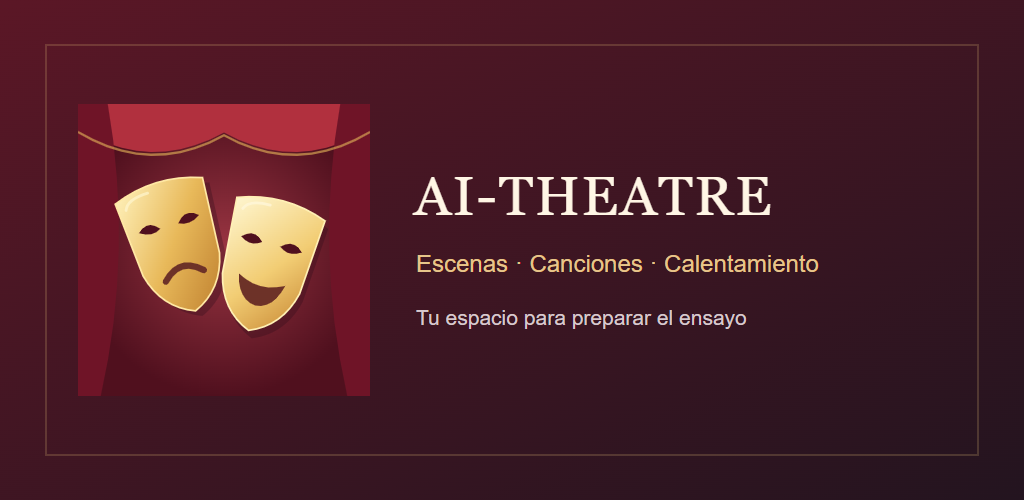 AI-THEATRE
Escenas · Canciones · Calentamiento
Tu espacio para preparar el ensayo